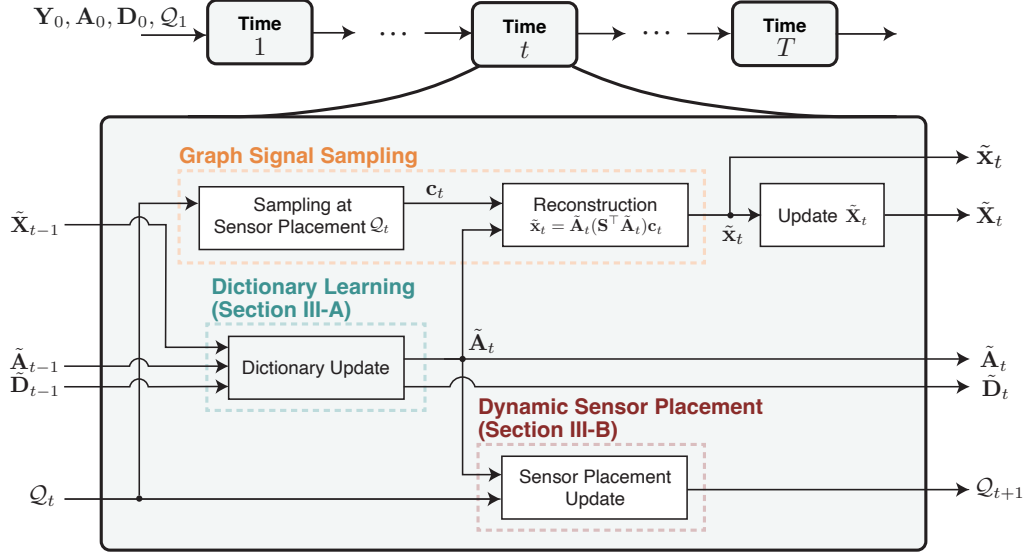 Y₀, A₀, D₀, 𝒬₁
Time
1
···
Time
t
···
Time
T
Graph Signal Sampling
Sampling at
Sensor Placement 𝒬ₜ
cₜ
Reconstruction
x̃ₜ = Ãₜ(S^⊤Ãₜ)cₜ
x̃ₜ
Update X̃ₜ
x̃ₜ
X̃ₜ
X̃ₜ₋₁
Dictionary Learning
(Section III-A)
Dictionary Update
Ãₜ₋₁
D̃ₜ₋₁
Ãₜ
Ãₜ
D̃ₜ
Dynamic Sensor Placement
(Section III-B)
Sensor Placement
Update
𝒬ₜ
𝒬ₜ₊₁